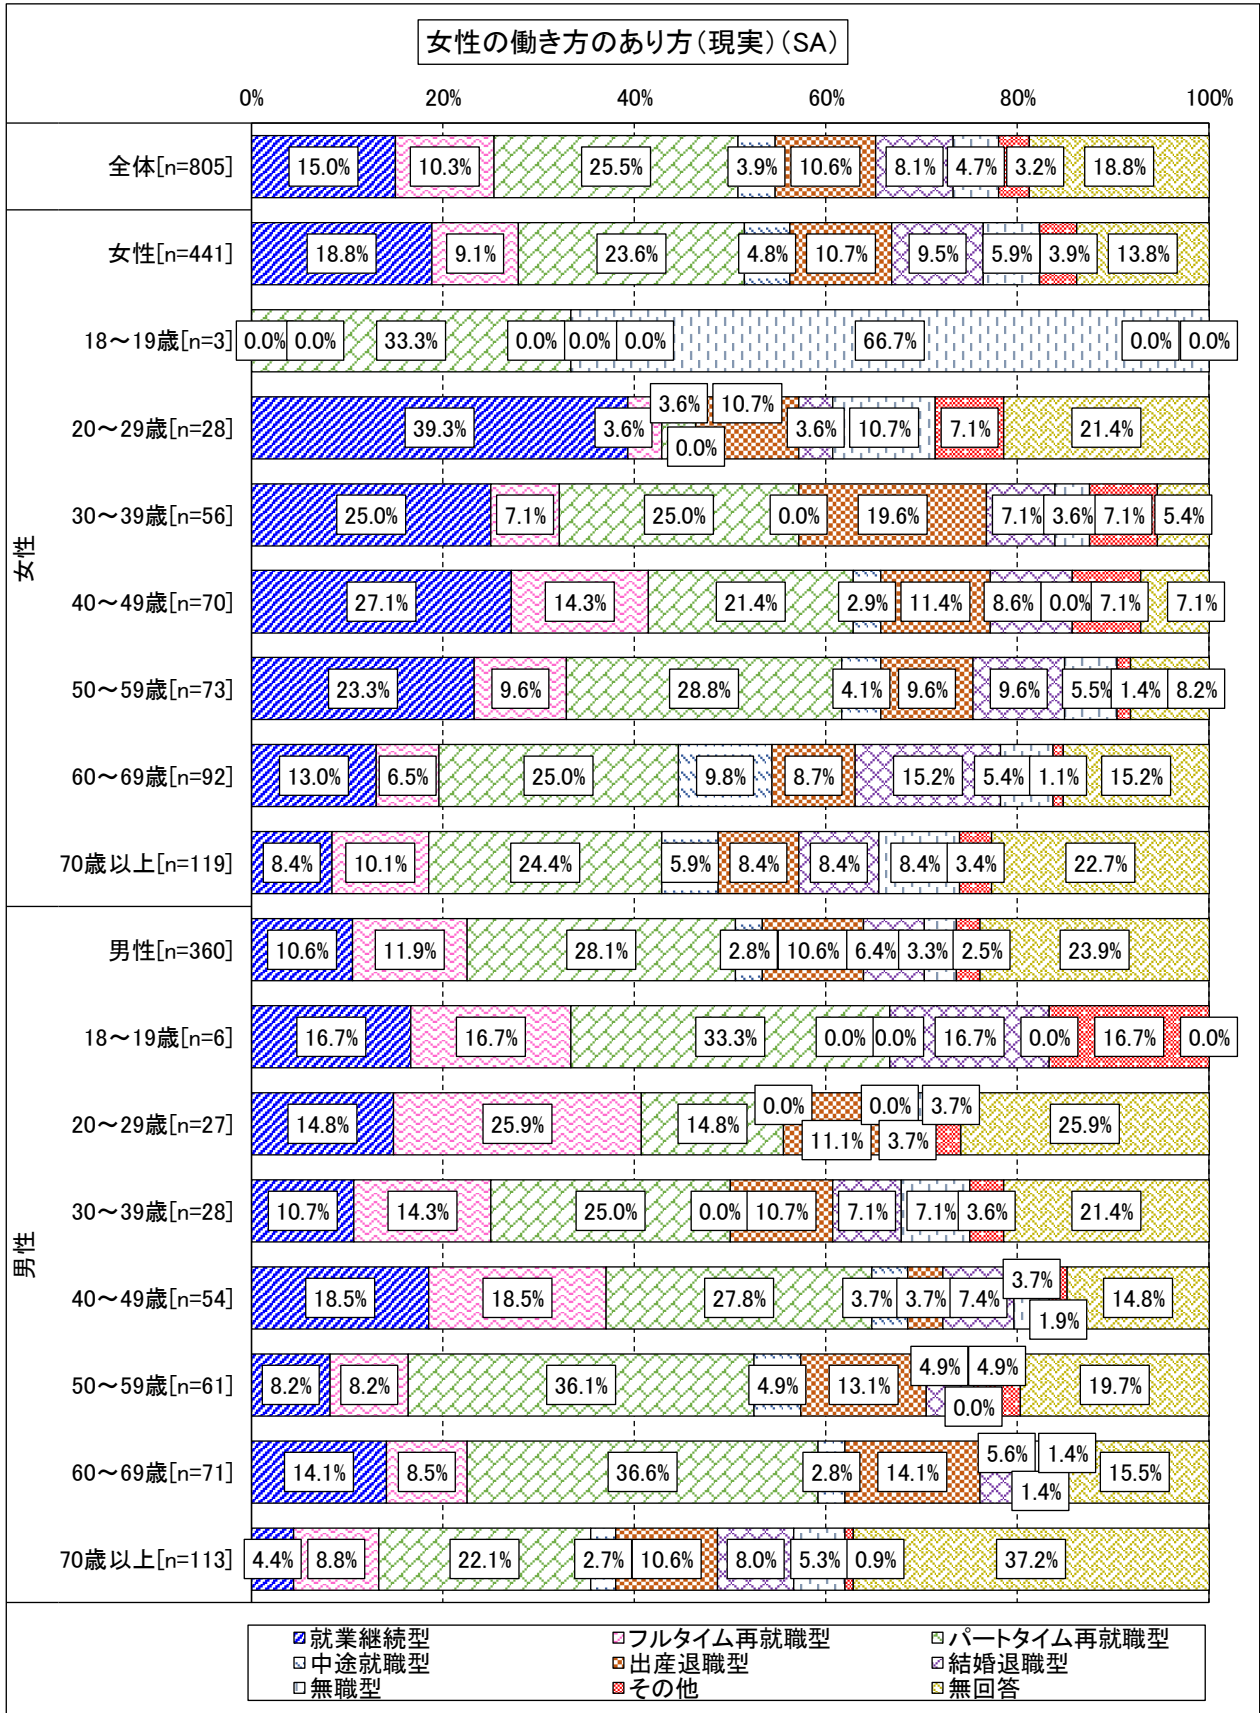 女性の働き方のあり方(現実)(SA)
0% 20% 40% 60% 80% 100%
全体[n=805] 15.0% 10.3% 25.5% 3.9% 10.6% 8.1% 4.7% 3.2% 18.8%
女性[n=441] 18.8% 9.1% 23.6% 4.8% 10.7% 9.5% 5.9% 3.9% 13.8%
女性
18～19歳[n=3] 0.0% 0.0% 33.3% 0.0% 0.0% 0.0% 66.7% 0.0% 0.0%
20～29歳[n=28] 39.3% 3.6% 3.6% 0.0% 10.7% 3.6% 10.7% 7.1% 21.4%
30～39歳[n=56] 25.0% 7.1% 25.0% 0.0% 19.6% 7.1% 3.6% 7.1% 5.4%
40～49歳[n=70] 27.1% 14.3% 21.4% 2.9% 11.4% 8.6% 0.0% 7.1% 7.1%
50～59歳[n=73] 23.3% 9.6% 28.8% 4.1% 9.6% 9.6% 5.5% 1.4% 8.2%
60～69歳[n=92] 13.0% 6.5% 25.0% 9.8% 8.7% 15.2% 5.4% 1.1% 15.2%
70歳以上[n=119] 8.4% 10.1% 24.4% 5.9% 8.4% 8.4% 8.4% 3.4% 22.7%
男性[n=360] 10.6% 11.9% 28.1% 2.8% 10.6% 6.4% 3.3% 2.5% 23.9%
男性
18～19歳[n=6] 16.7% 16.7% 33.3% 0.0% 0.0% 16.7% 0.0% 16.7% 0.0%
20～29歳[n=27] 14.8% 25.9% 14.8% 0.0% 11.1% 0.0% 3.7% 3.7% 25.9%
30～39歳[n=28] 10.7% 14.3% 25.0% 0.0% 10.7% 7.1% 7.1% 3.6% 21.4%
40～49歳[n=54] 18.5% 18.5% 27.8% 3.7% 3.7% 7.4% 3.7% 1.9% 14.8%
50～59歳[n=61] 8.2% 8.2% 36.1% 4.9% 13.1% 4.9% 0.0% 4.9% 19.7%
60～69歳[n=71] 14.1% 8.5% 36.6% 2.8% 14.1% 5.6% 1.4% 1.4% 15.5%
70歳以上[n=113] 4.4% 8.8% 22.1% 2.7% 10.6% 8.0% 5.3% 0.9% 37.2%
就業継続型 フルタイム再就職型 パートタイム再就職型
中途就職型 出産退職型 結婚退職型
無職型 その他 無回答